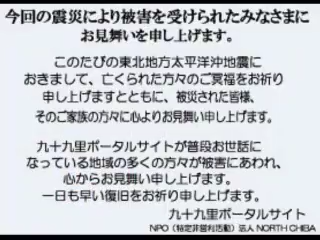 今回の震災により被害を受けられたみなさまに
お見舞いを申し上げます。
このたびの東北地方太平洋沖地震に
おきまして、亡くられた方々のご冥福をお祈り
申し上げますとともに、被災された皆様、
そのご家族の方々に心よりお見舞い申し上げます。
九十九里ポータルサイトが普段お世話に
なっている地域の多くの方々が被害にあわれ、
心からお見舞い申し上げます。
一日も早い復旧をお祈り申し上げます。
九十九里ポータルサイト
NPO（特定非営利活動）法人 NORTH CHIBA